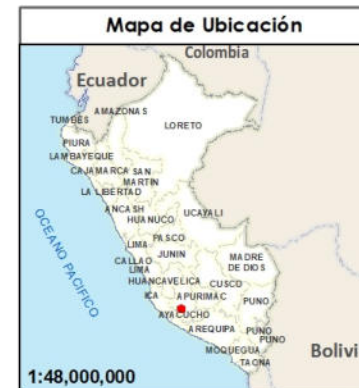 Mapa de Ubicación
Colombia
Ecuador
AMAZONAS
TUMBES
LORETO
PIURA
LAMBAYEQUE
CAJAMARCA
SAN
MARTIN
LA LIBERTAD
ANCASH
UCAYALI
HUANUCO
PASCO
LIMA
JUNIN
MADRE
DE DIOS
CALLAO
LIMA
HUANCAVELICA
CUSCO
ICA
APURIMAC
PUNO
AYACUCHO
AREQUIPA
PUNO
PUNO
MOQUEGUA
TACNA
OCEANO PACIFICO
Bolivi
1:48,000,000